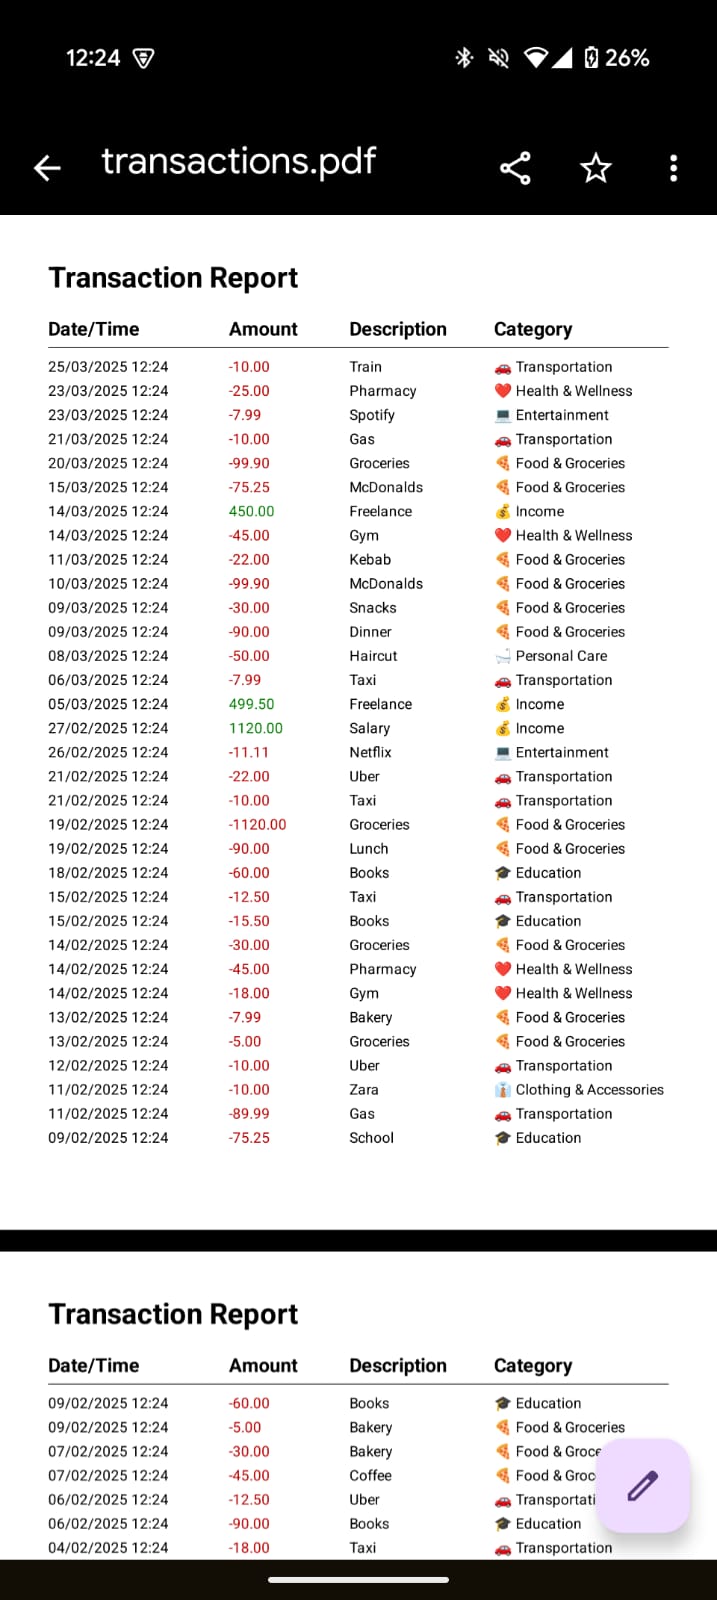 12:24 26%
transactions.pdf
Transaction Report
Date/Time Amount Description Category
25/03/2025 12:24 -10.00 Train Transportation
23/03/2025 12:24 -25.00 Pharmacy Health & Wellness
23/03/2025 12:24 -7.99 Spotify Entertainment
21/03/2025 12:24 -10.00 Gas Transportation
20/03/2025 12:24 -99.90 Groceries Food & Groceries
15/03/2025 12:24 -75.25 McDonalds Food & Groceries
14/03/2025 12:24 450.00 Freelance Income
14/03/2025 12:24 -45.00 Gym Health & Wellness
11/03/2025 12:24 -22.00 Kebab Food & Groceries
10/03/2025 12:24 -99.90 McDonalds Food & Groceries
09/03/2025 12:24 -30.00 Snacks Food & Groceries
09/03/2025 12:24 -90.00 Dinner Food & Groceries
08/03/2025 12:24 -50.00 Haircut Personal Care
06/03/2025 12:24 -7.99 Taxi Transportation
05/03/2025 12:24 499.50 Freelance Income
27/02/2025 12:24 1120.00 Salary Income
26/02/2025 12:24 -11.11 Netflix Entertainment
21/02/2025 12:24 -22.00 Uber Transportation
21/02/2025 12:24 -10.00 Taxi Transportation
19/02/2025 12:24 -1120.00 Groceries Food & Groceries
19/02/2025 12:24 -90.00 Lunch Food & Groceries
18/02/2025 12:24 -60.00 Books Education
15/02/2025 12:24 -12.50 Taxi Transportation
15/02/2025 12:24 -15.50 Books Education
14/02/2025 12:24 -30.00 Groceries Food & Groceries
14/02/2025 12:24 -45.00 Pharmacy Health & Wellness
14/02/2025 12:24 -18.00 Gym Health & Wellness
13/02/2025 12:24 -7.99 Bakery Food & Groceries
13/02/2025 12:24 -5.00 Groceries Food & Groceries
12/02/2025 12:24 -10.00 Uber Transportation
11/02/2025 12:24 -10.00 Zara Clothing & Accessories
11/02/2025 12:24 -89.99 Gas Transportation
09/02/2025 12:24 -75.25 School Education
Transaction Report
Date/Time Amount Description Category
09/02/2025 12:24 -60.00 Books Education
09/02/2025 12:24 -5.00 Bakery Food & Groceries
07/02/2025 12:24 -30.00 Bakery Food & Groce
07/02/2025 12:24 -45.00 Coffee Food & Groc
06/02/2025 12:24 -12.50 Uber Transportati
06/02/2025 12:24 -90.00 Books Education
04/02/2025 12:24 -18.00 Taxi Transportation